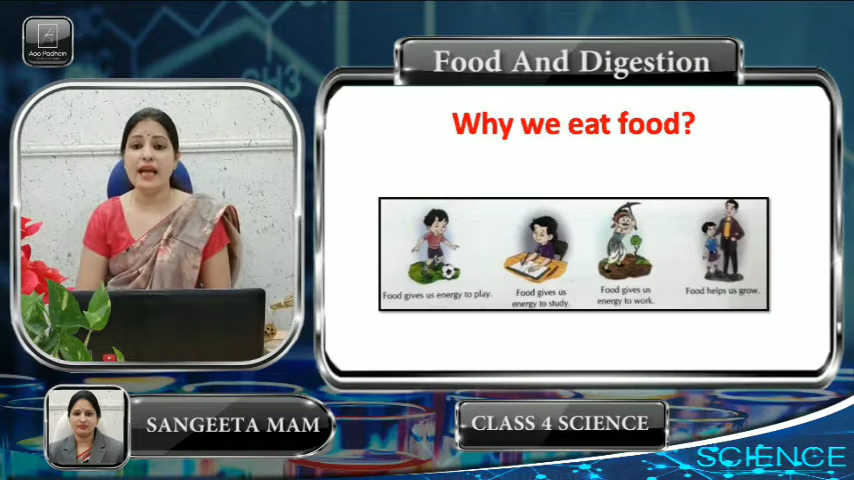 Aao Padhein
CH3
Food And Digestion
Why we eat food?
Food gives us energy to play.
Food gives us
energy to study.
Food gives us
energy to work.
Food helps us grow.
SANGEETA MAM
CLASS 4 SCIENCE
SCIENCE